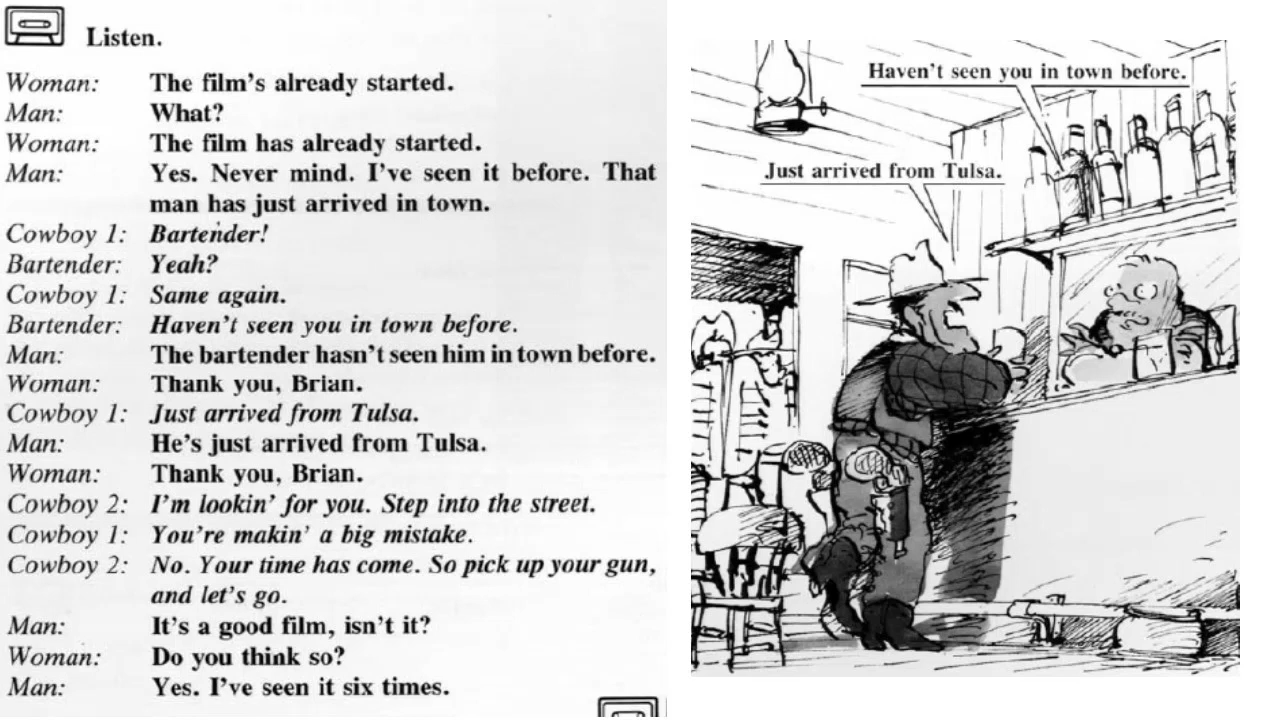 Listen.
Woman: The film's already started.
Man: What?
Woman: The film has already started.
Man: Yes. Never mind. I've seen it before. That
man has just arrived in town.
Cowboy 1: Bartender!
Bartender: Yeah?
Cowboy 1: Same again.
Bartender: Haven't seen you in town before.
Man: The bartender hasn't seen him in town before.
Woman: Thank you, Brian.
Cowboy 1: Just arrived from Tulsa.
Man: He's just arrived from Tulsa.
Woman: Thank you, Brian.
Cowboy 2: I'm lookin' for you. Step into the street.
Cowboy 1: You're makin' a big mistake.
Cowboy 2: No. Your time has come. So pick up your gun,
and let's go.
Man: It's a good film, isn't it?
Woman: Do you think so?
Man: Yes. I've seen it six times.
Haven't seen you in town before.
Just arrived from Tulsa.